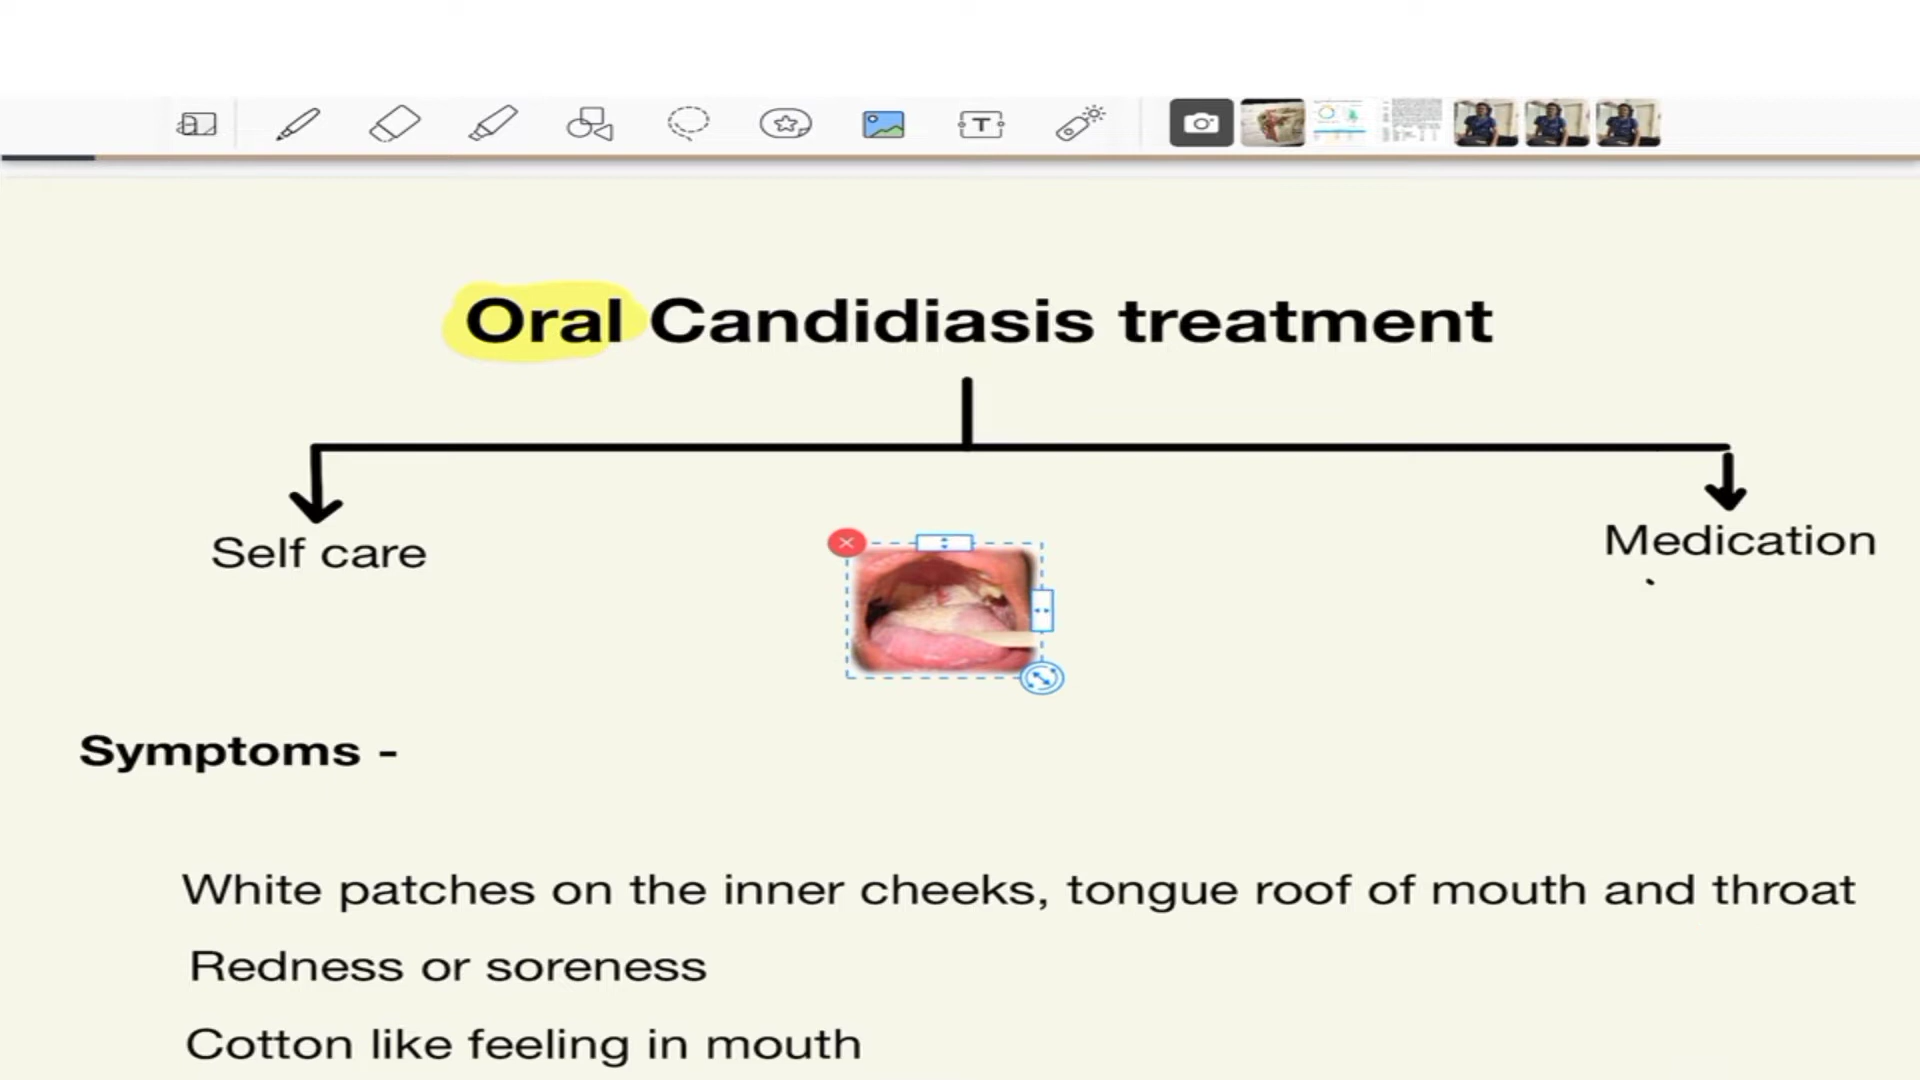 Oral Candidiasis treatment
Self care
Medication
Symptoms -
White patches on the inner cheeks, tongue roof of mouth and throat
Redness or soreness
Cotton like feeling in mouth